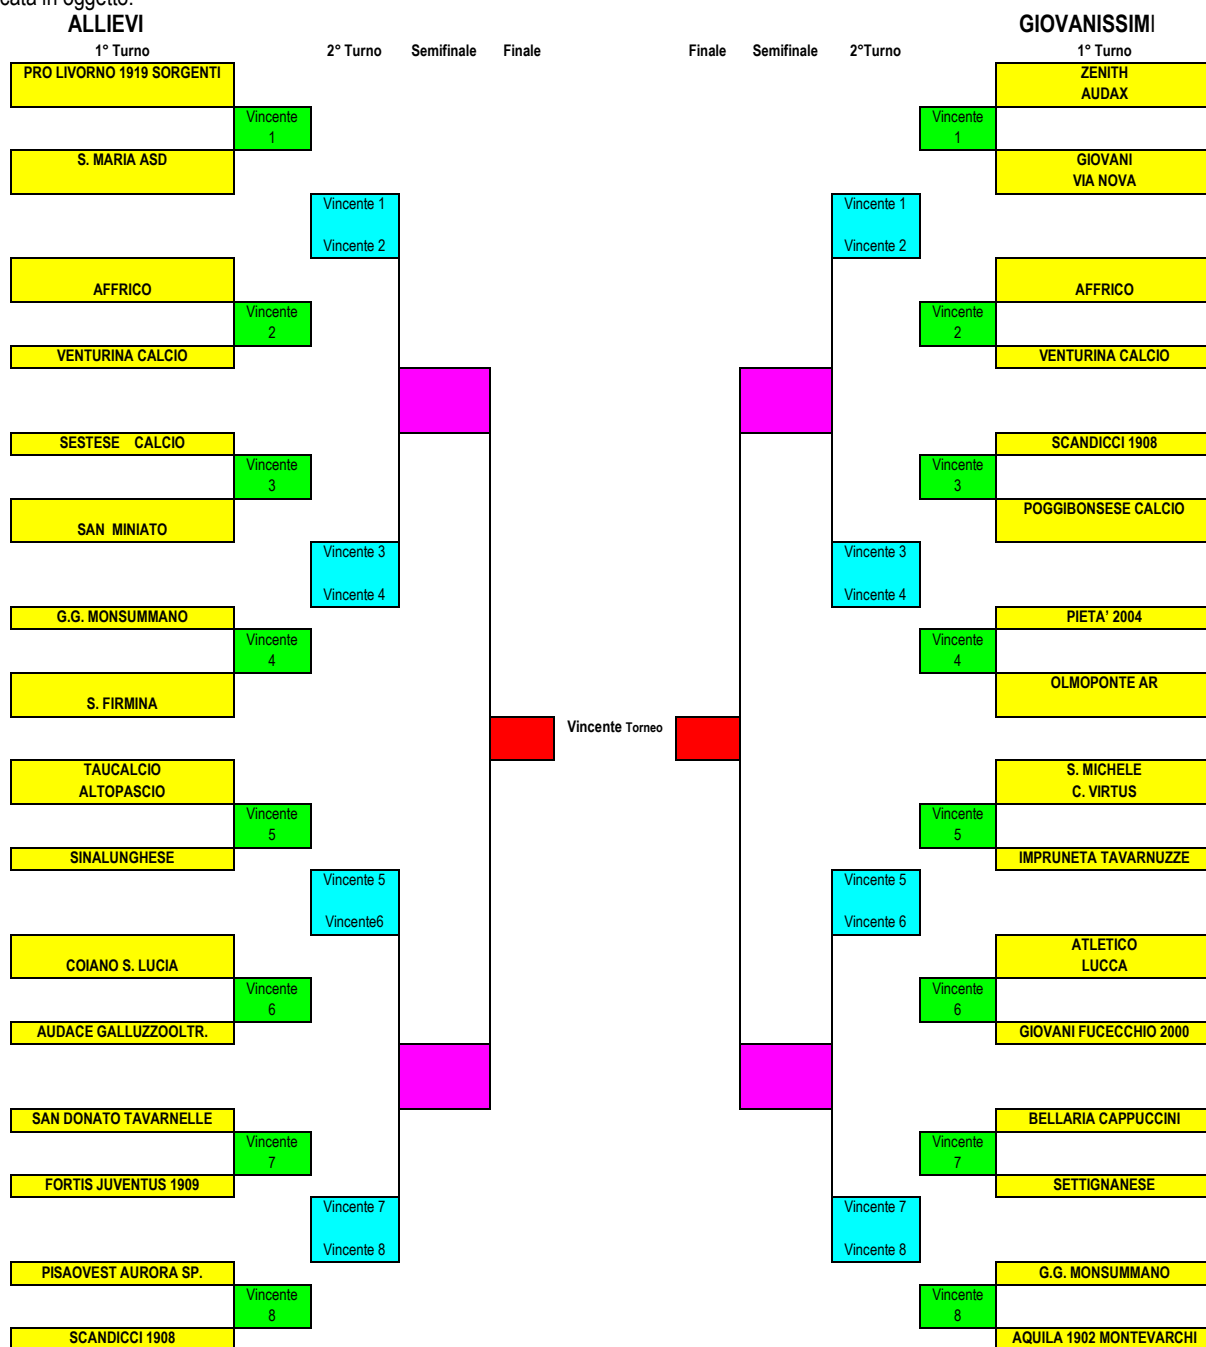 cata in oggetto.
ALLIEVI GIOVANISSIMI
1° Turno 2° Turno Semifinale Finale Finale Semifinale 2°Turno 1° Turno
PRO LIVORNO 1919 SORGENTI ZENITH
AUDAX
Vincente Vincente
1 1
S. MARIA ASD GIOVANI
VIA NOVA
Vincente 1 Vincente 1
Vincente 2 Vincente 2
AFFRICO AFFRICO
Vincente Vincente
2 2
VENTURINA CALCIO VENTURINA CALCIO
SESTESE CALCIO SCANDICCI 1908
Vincente Vincente
3 3
POGGIBONSESE CALCIO
SAN MINIATO
Vincente 3 Vincente 3
Vincente 4 Vincente 4
G.G. MONSUMMANO PIETA' 2004
Vincente Vincente
4 4
OLMOPONTE AR
S. FIRMINA
Vincente Torneo
TAUCALCIO S. MICHELE
ALTOPASCIO C. VIRTUS
Vincente Vincente
5 5
SINALUNGHESE IMPRUNETA TAVARNUZZE
Vincente 5 Vincente 5
Vincente6 Vincente 6
ATLETICO
COIANO S. LUCIA LUCCA
Vincente Vincente
6 6
AUDACE GALLUZZOOLTR. GIOVANI FUCECCHIO 2000
SAN DONATO TAVARNELLE BELLARIA CAPPUCCINI
Vincente Vincente
7 7
FORTIS JUVENTUS 1909 SETTIGNANESE
Vincente 7 Vincente 7
Vincente 8 Vincente 8
PISAOVEST AURORA SP. G.G. MONSUMMANO
Vincente Vincente
8 8
SCANDICCI 1908 AQUILA 1902 MONTEVARCHI